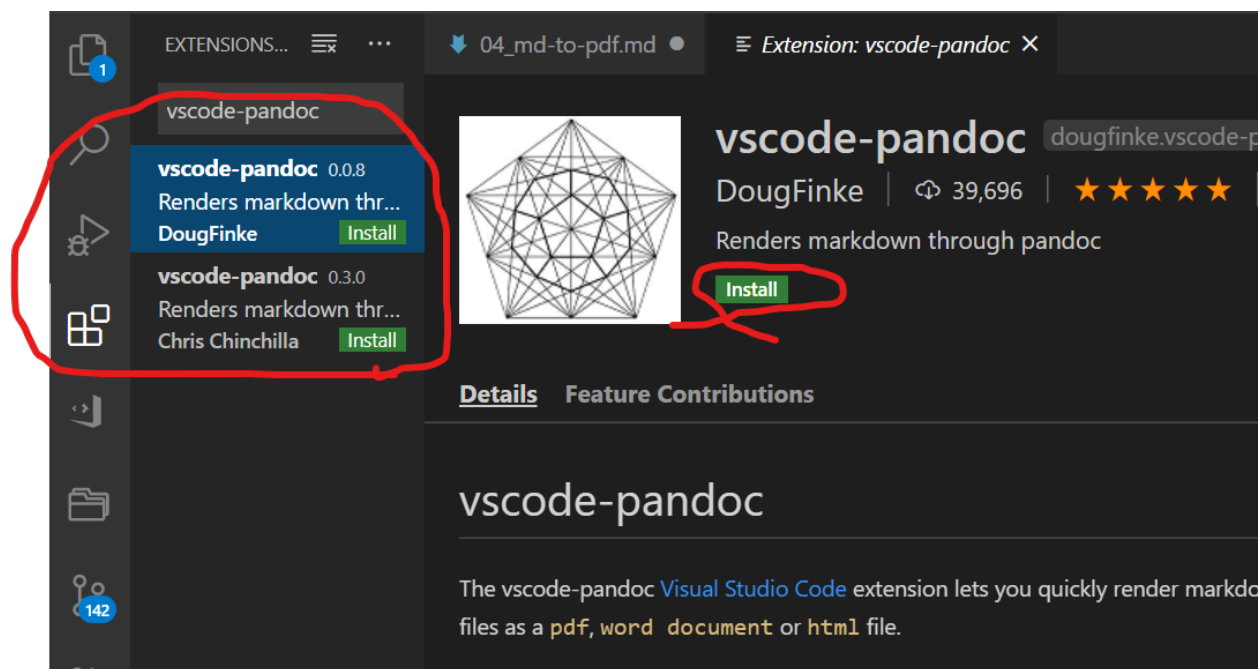 EXTENSIONS...
1
vscode-pandoc
vscode-pandoc 0.0.8
Renders markdown thr...
DougFinke Install
vscode-pandoc 0.3.0
Renders markdown thr...
Chris Chinchilla Install
142
04_md-to-pdf.md
Extension: vscode-pandoc
vscode-pandoc dougfinke.vscode-p
DougFinke 39,696
Renders markdown through pandoc
Install
Details Feature Contributions
vscode-pandoc
The vscode-pandoc Visual Studio Code extension lets you quickly render markdo
files as a pdf, word document or html file.